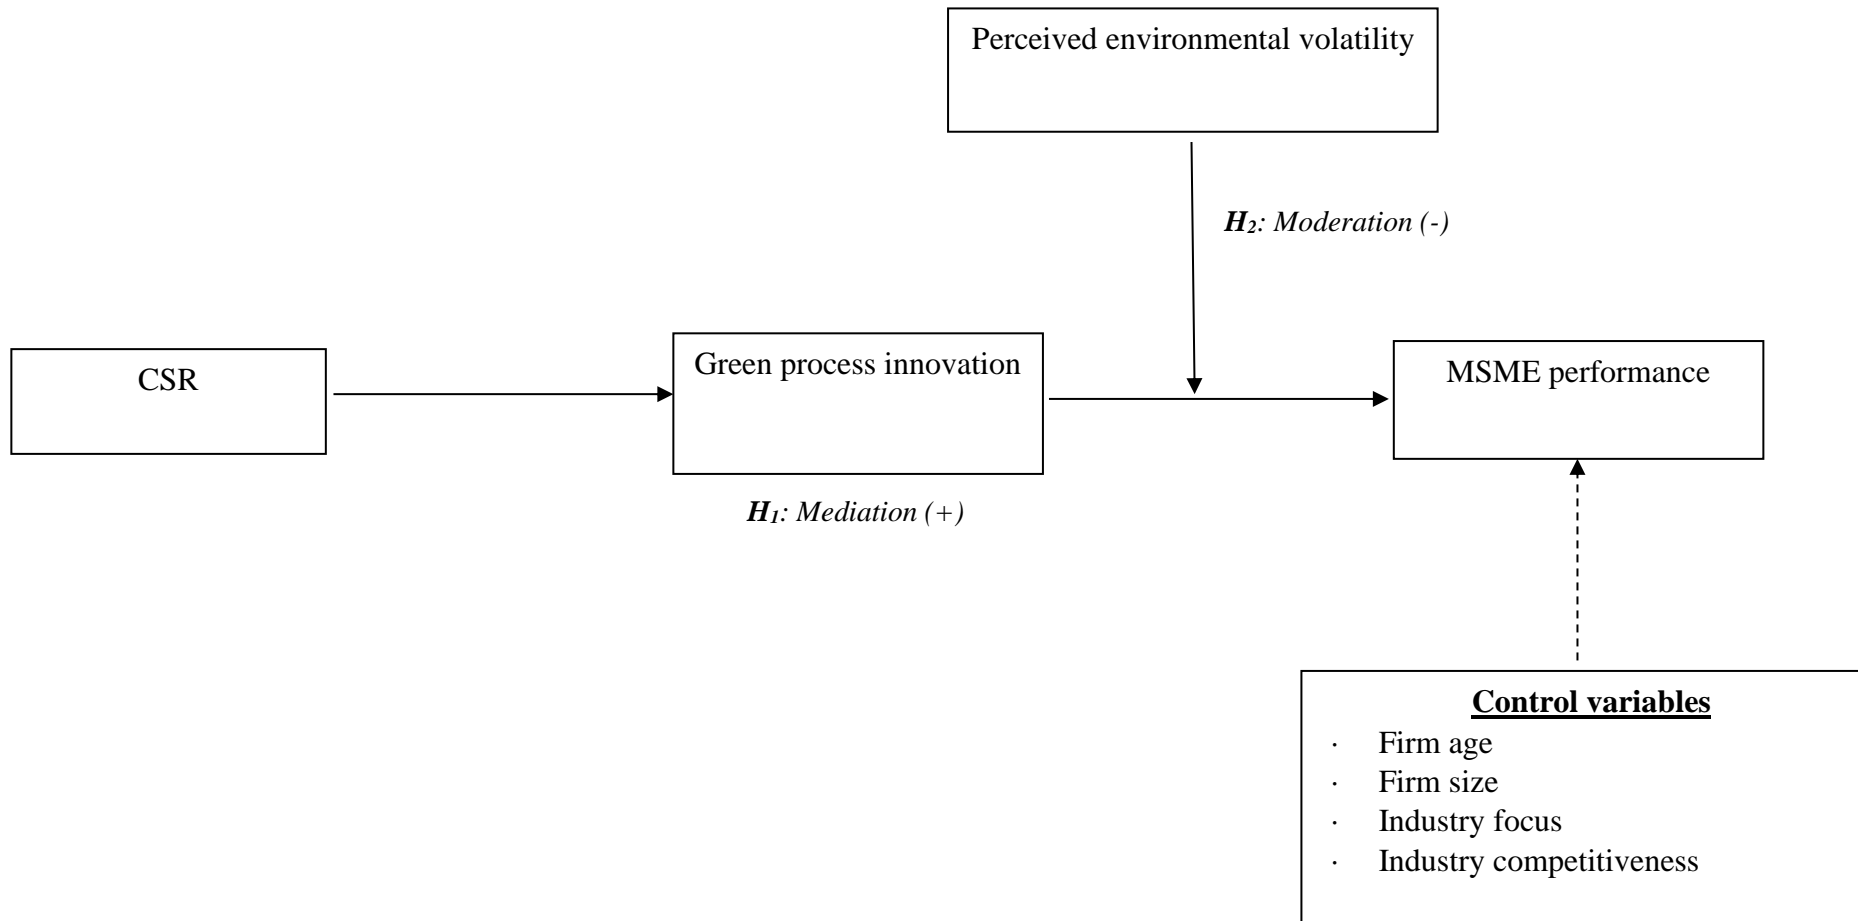 Perceived environmental volatility
H2: Moderation (-)
CSR
Green process innovation
MSME performance
H1: Mediation (+)
Control variables
· Firm age
· Firm size
· Industry focus
· Industry competitiveness